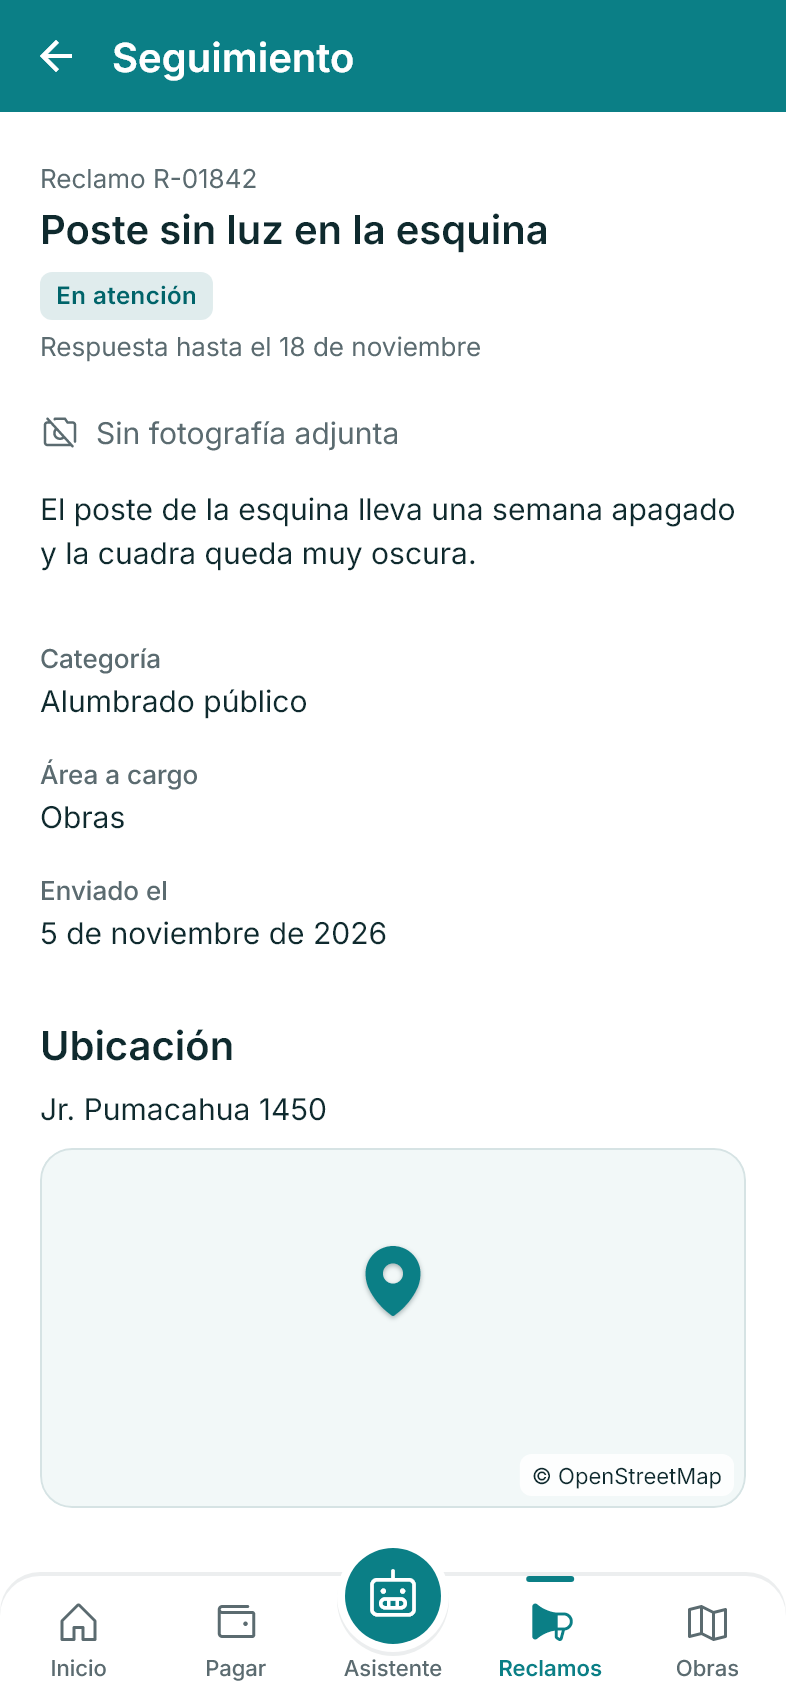 Seguimiento
Reclamo R-01842
Poste sin luz en la esquina
En atención
Respuesta hasta el 18 de noviembre
Sin fotografía adjunta
El poste de la esquina lleva una semana apagado
y la cuadra queda muy oscura.
Categoría
Alumbrado público
Área a cargo
Obras
Enviado el
5 de noviembre de 2026
Ubicación
Jr. Pumacahua 1450
© OpenStreetMap
Inicio
Pagar
Asistente
Reclamos
Obras